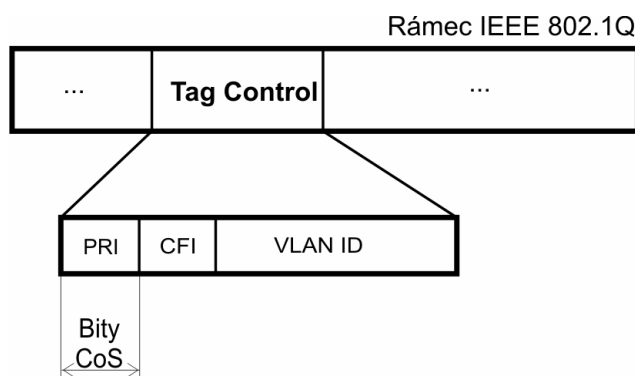 Rámec IEEE 802.1Q
... Tag Control ...
PRI CFI VLAN ID
Bity
CoS